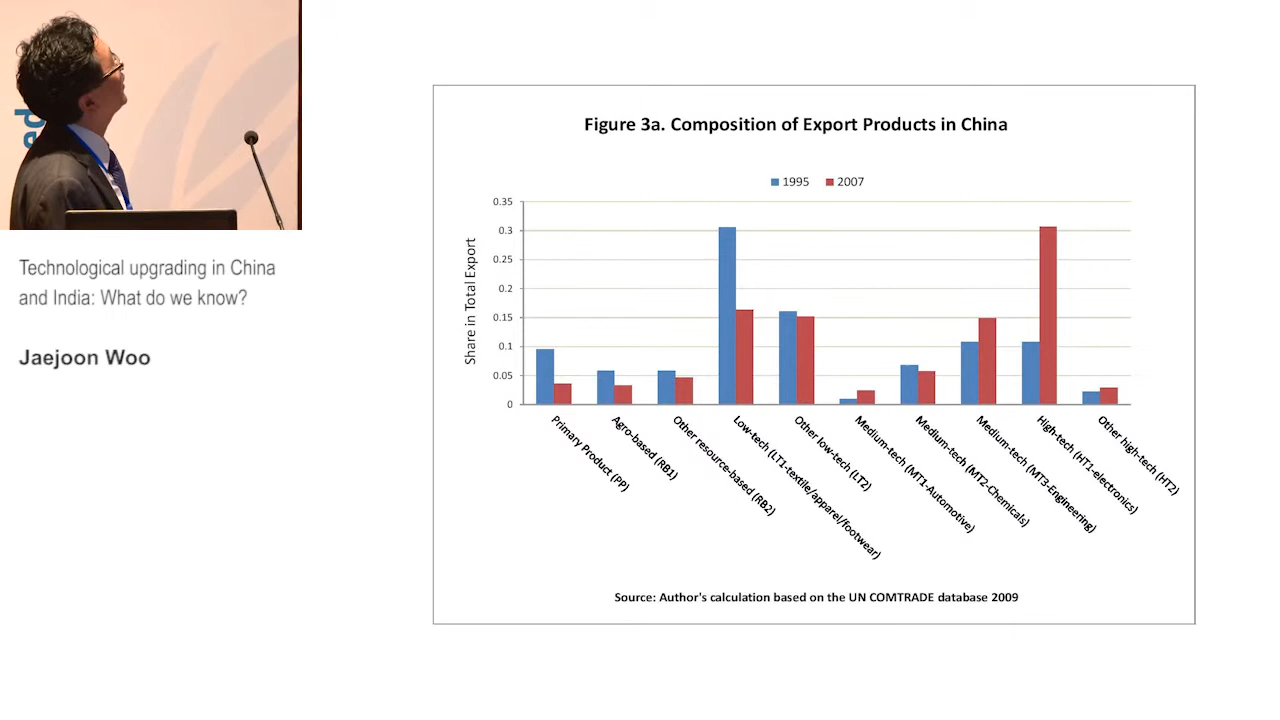 ed
Technological upgrading in China
and India: What do we know?
Jaejoon Woo
Figure 3a. Composition of Export Products in China
1995 2007
Share in Total Export
0.35
0.3
0.25
0.2
0.15
0.1
0.05
0
Primary Product (PP)
Agro-based (RB1)
Other resource-based (RB2)
Low-tech (LT1-textile/apparel/footwear)
Other low-tech (LT2)
Medium-tech (MT1-Automotive)
Medium-tech (MT2-Chemicals)
Medium-tech (MT3-Engineering)
High-tech (HT1-electronics)
Other high-tech (HT2)
Source: Author's calculation based on the UN COMTRADE database 2009